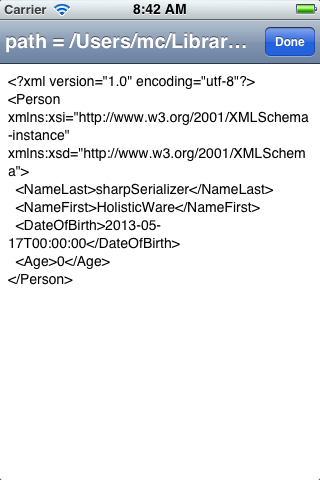 Carrier 8:42 AM
path = /Users/mc/Librar... Done
<?xml version="1.0" encoding="utf-8"?>
<Person
xmlns:xsi="http://www.w3.org/2001/XMLSchema
-instance"
xmlns:xsd="http://www.w3.org/2001/XMLSchem
a">
  <NameLast>sharpSerializer</NameLast>
  <NameFirst>HolisticWare</NameFirst>
  <DateOfBirth>2013-05-
17T00:00:00</DateOfBirth>
  <Age>0</Age>
</Person>